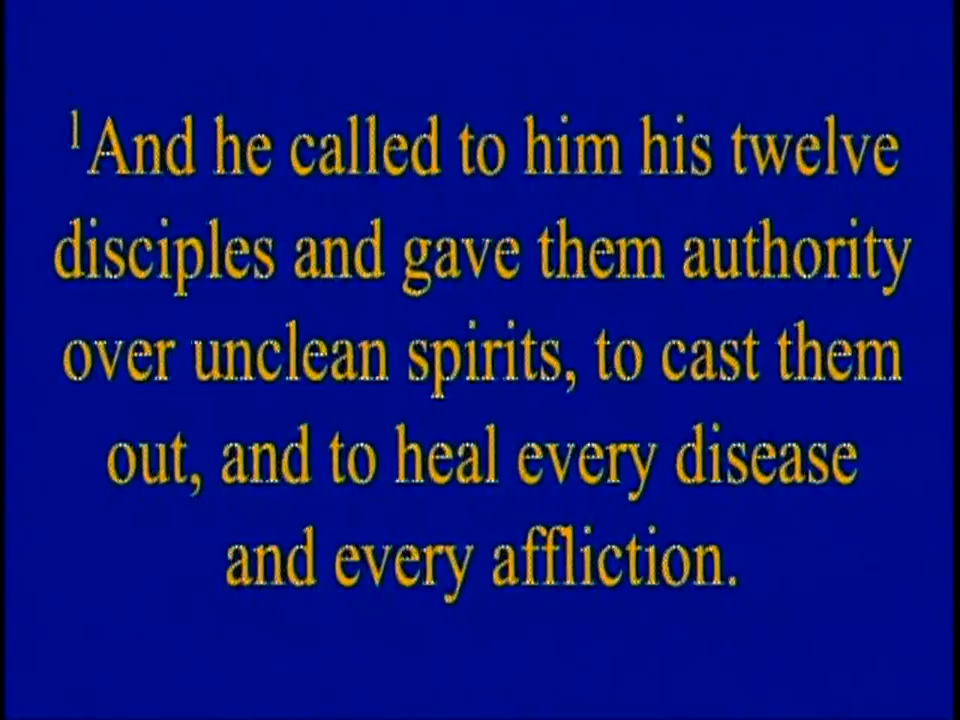 ¹And he called to him his twelve
disciples and gave them authority
over unclean spirits, to cast them
out, and to heal every disease
and every affliction.